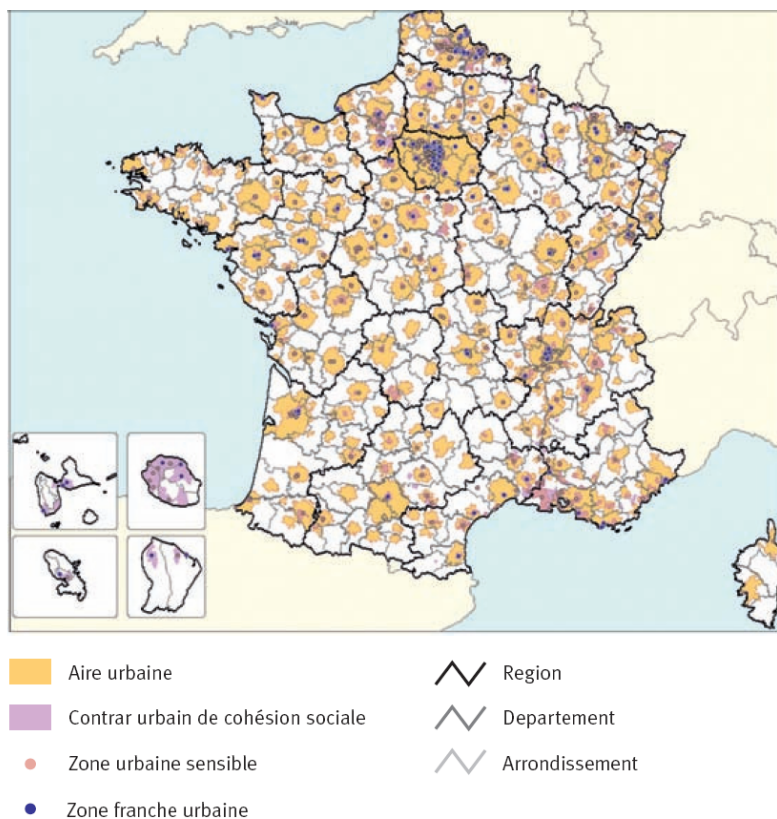 Aire urbaine
Contrar urbain de cohésion sociale
Zone urbaine sensible
Zone franche urbaine
Region
Departement
Arrondissement